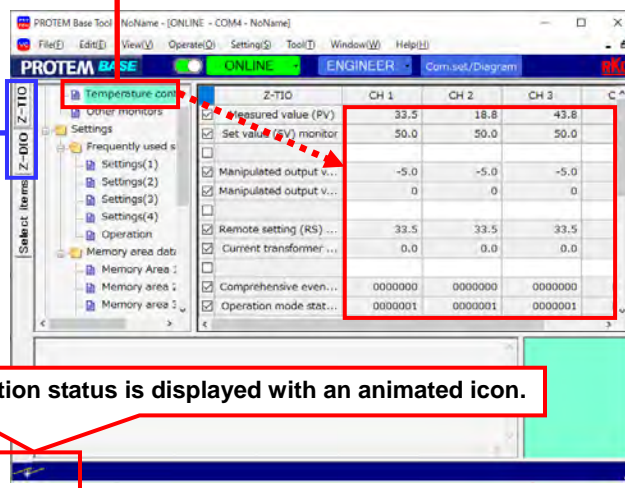 PROTEM Base Tool - NoName - [ONLINE - COM4 - NoName]
File(F) Edit(E) View(V) Operate(O) Setting(S) Tool(T) Window(W) Help(H)
PROTEM BASE ONLINE ENGINEER Com.set/Diagram RKC
Z-TIO
Z-DIO
Select items
Temperature cont
Other monitors
Settings
Frequently used s
Settings(1)
Settings(2)
Settings(3)
Settings(4)
Operation
Memory area dat
Memory Area
Memory area
Memory area
Z-TIO CH 1 CH 2 CH 3 C
Measured value (PV) 33.5 18.8 43.8
Set value (SV) monitor 50.0 50.0 50.0
Manipulated output v... -5.0 -5.0 -5.0
Manipulated output v... 0 0 0
Remote setting (RS) ... 33.5 33.5 33.5
Current transformer ... 0.0 0.0 0.0
Comprehensive even... 0000000 0000000 0000000
Operation mode stat... 0000001 0000001 0000001
tion status is displayed with an animated icon.